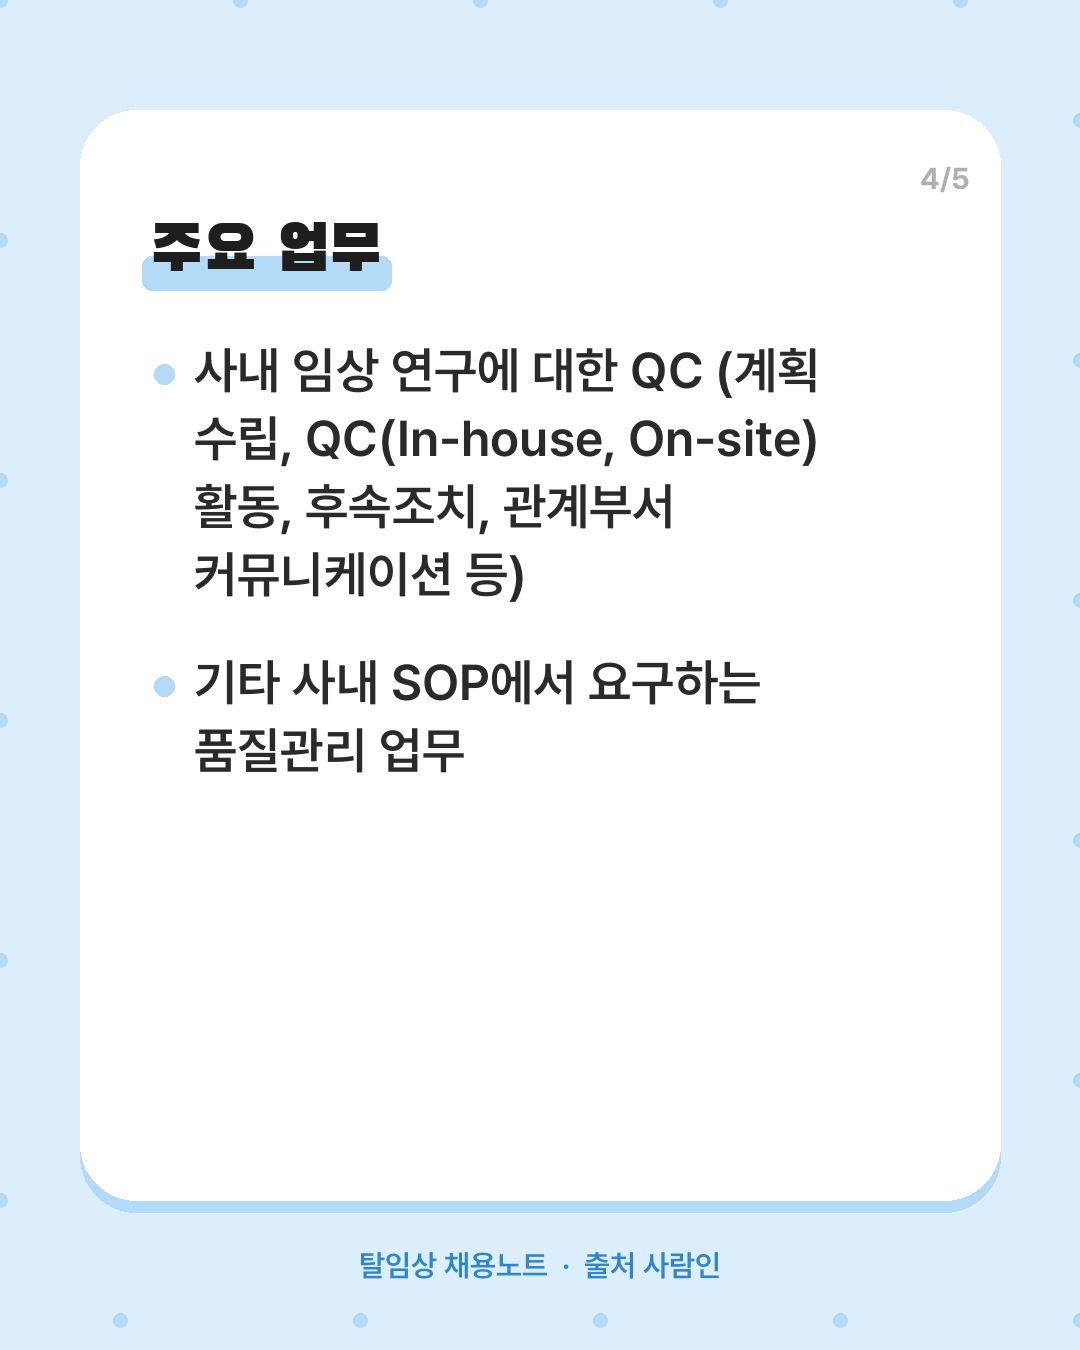 4/5
주요 업무
사내 임상 연구에 대한 QC (계획
수립, QC(In-house, On-site)
활동, 후속조치, 관계부서
커뮤니케이션 등)
기타 사내 SOP에서 요구하는
품질관리 업무
탈임상 채용노트 · 출처 사람인